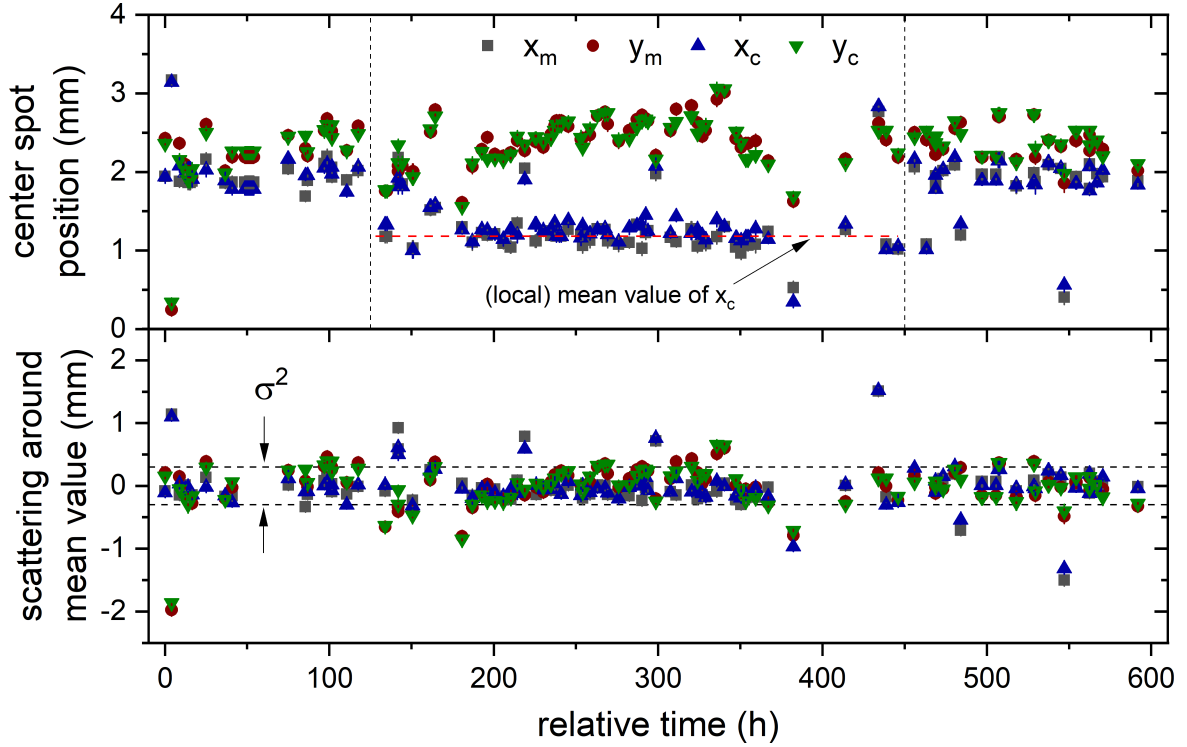 4
x_m y_m x_c y_c
3
2
1
0
center spot
position (mm)
(local) mean value of x_c
2
1
0
-1
-2
σ²
scattering around
mean value (mm)
0 100 200 300 400 500 600
relative time (h)